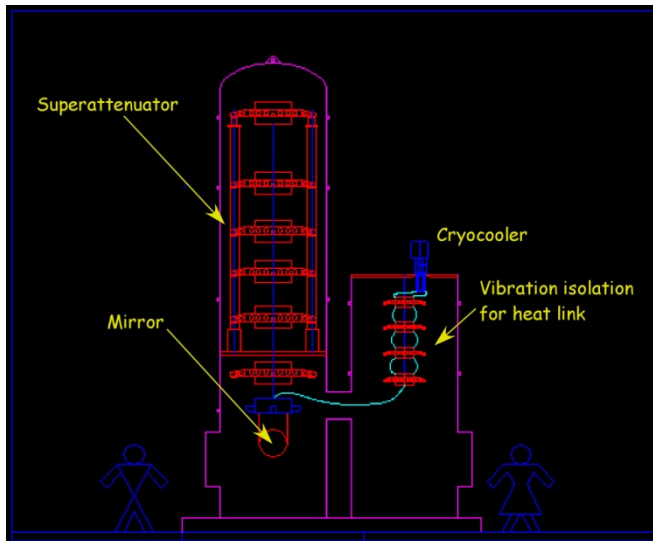 Superattenuator
Cryocooler
Vibration isolation
for heat link
Mirror